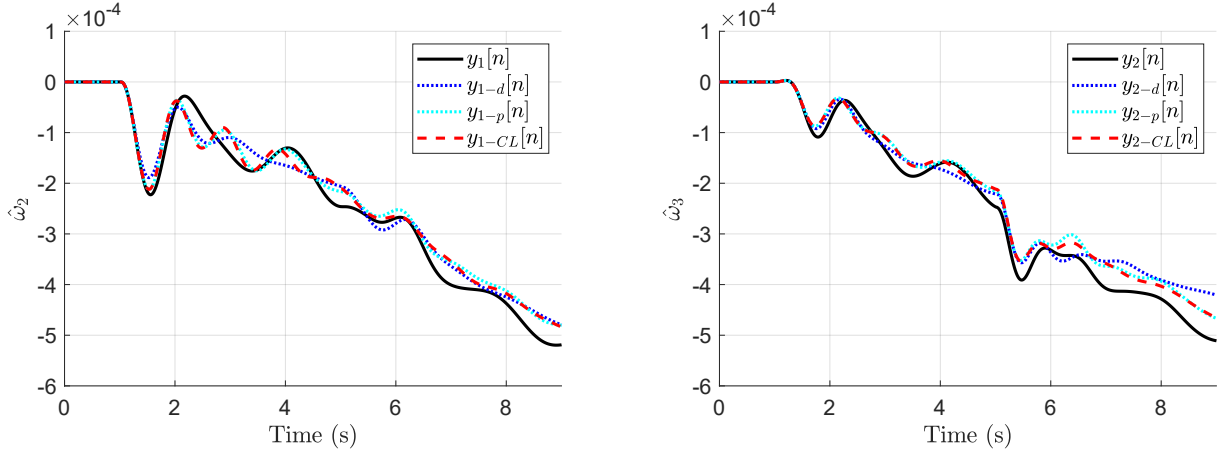 ×10⁻⁴
1
0
-1
-2
-3
-4
-5
-6
0 2 4 6 8
Time (s)
ω̂₂
y₁[n]
y₁₋d[n]
y₁₋p[n]
y₁₋CL[n]
×10⁻⁴
1
0
-1
-2
-3
-4
-5
-6
0 2 4 6 8
Time (s)
ω̂₃
y₂[n]
y₂₋d[n]
y₂₋p[n]
y₂₋CL[n]